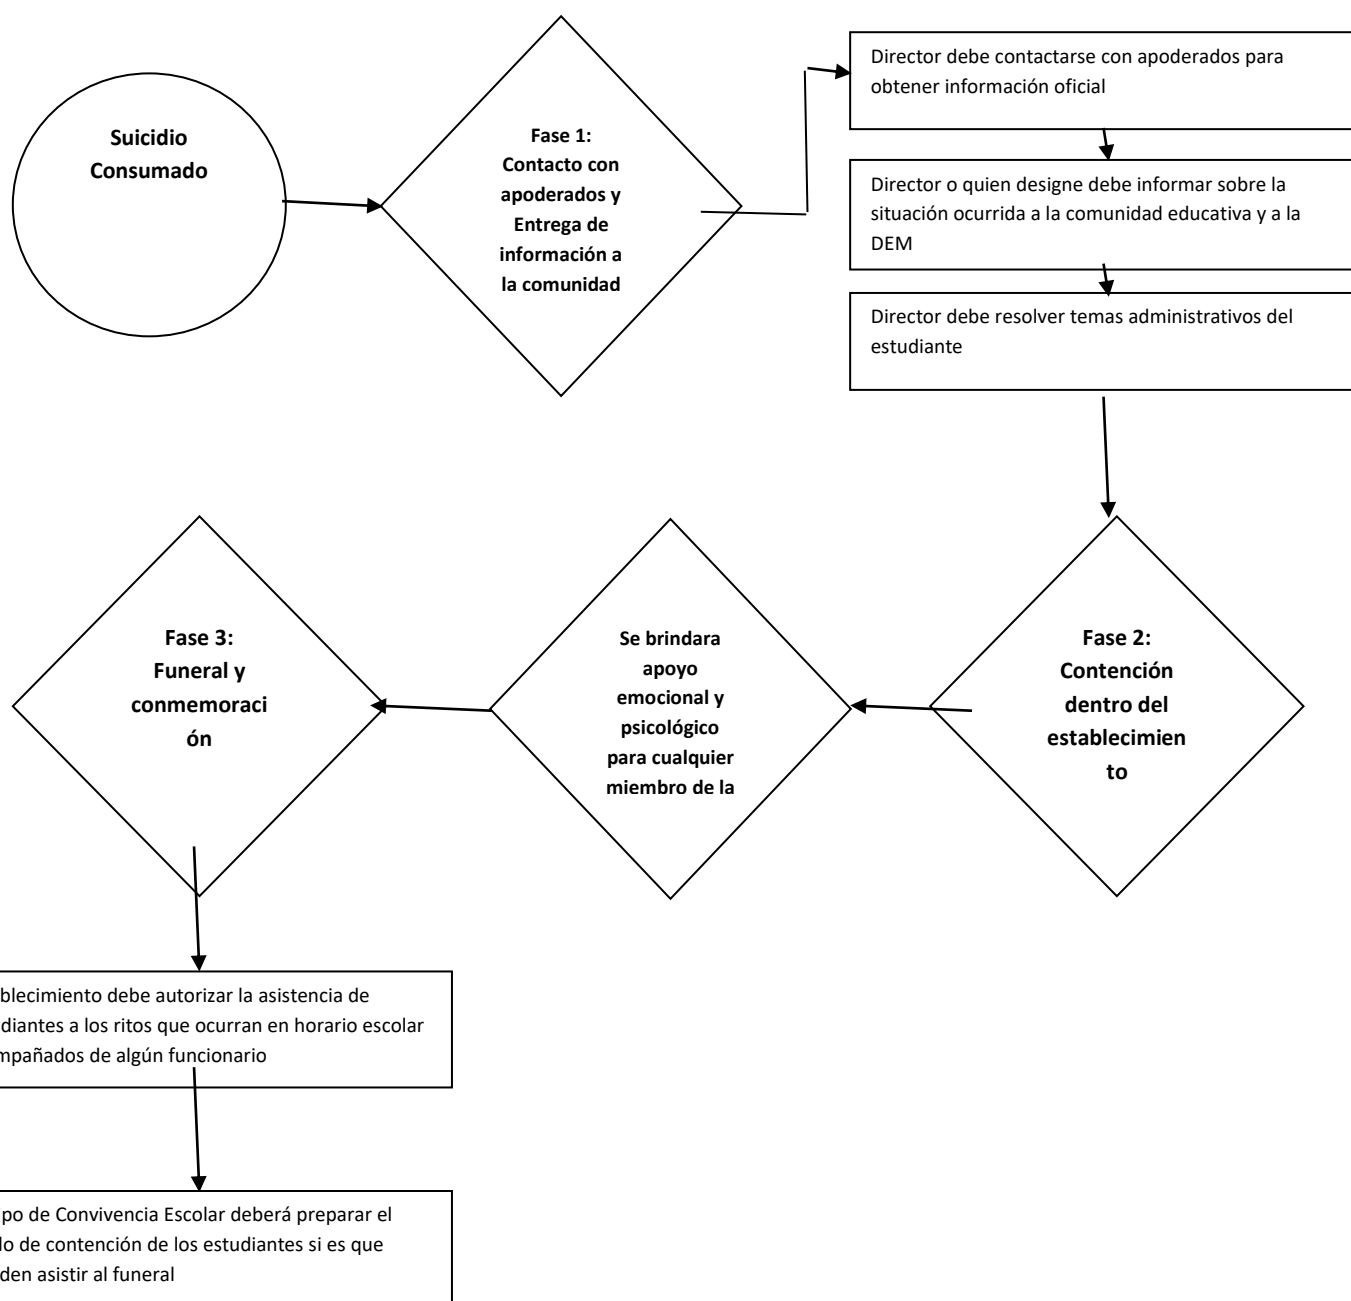 Suicidio
Consumado
Fase 1:
Contacto con
apoderados y
Entrega de
información a
la comunidad
Director debe contactarse con apoderados para
obtener información oficial
Director o quien designe debe informar sobre la
situación ocurrida a la comunidad educativa y a la
DEM
Director debe resolver temas administrativos del
estudiante
Fase 2:
Contención
dentro del
establecimien
to
Se brindara
apoyo
emocional y
psicológico
para cualquier
miembro de la
Fase 3:
Funeral y
conmemoraci
ón
blecimiento debe autorizar la asistencia de
diantes a los ritos que ocurran en horario escolar
mpañados de algún funcionario
po de Convivencia Escolar deberá preparar el
lo de contención de los estudiantes si es que
den asistir al funeral